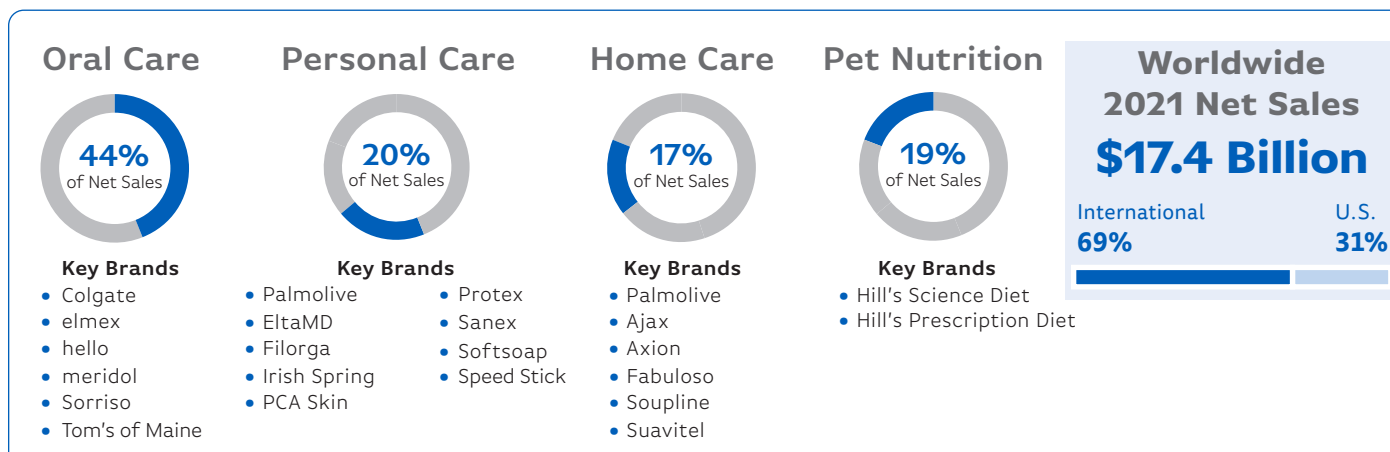 Oral Care
44%
of Net Sales
Key Brands
• Colgate
• elmex
• hello
• meridol
• Sorriso
• Tom's of Maine
Personal Care
20%
of Net Sales
Key Brands
• Palmolive
• EltaMD
• Filorga
• Irish Spring
• PCA Skin
• Protex
• Sanex
• Softsoap
• Speed Stick
Home Care
17%
of Net Sales
Key Brands
• Palmolive
• Ajax
• Axion
• Fabuloso
• Soupline
• Suavitel
Pet Nutrition
19%
of Net Sales
Key Brands
• Hill's Science Diet
• Hill's Prescription Diet
Worldwide
2021 Net Sales
$17.4 Billion
International U.S.
69% 31%